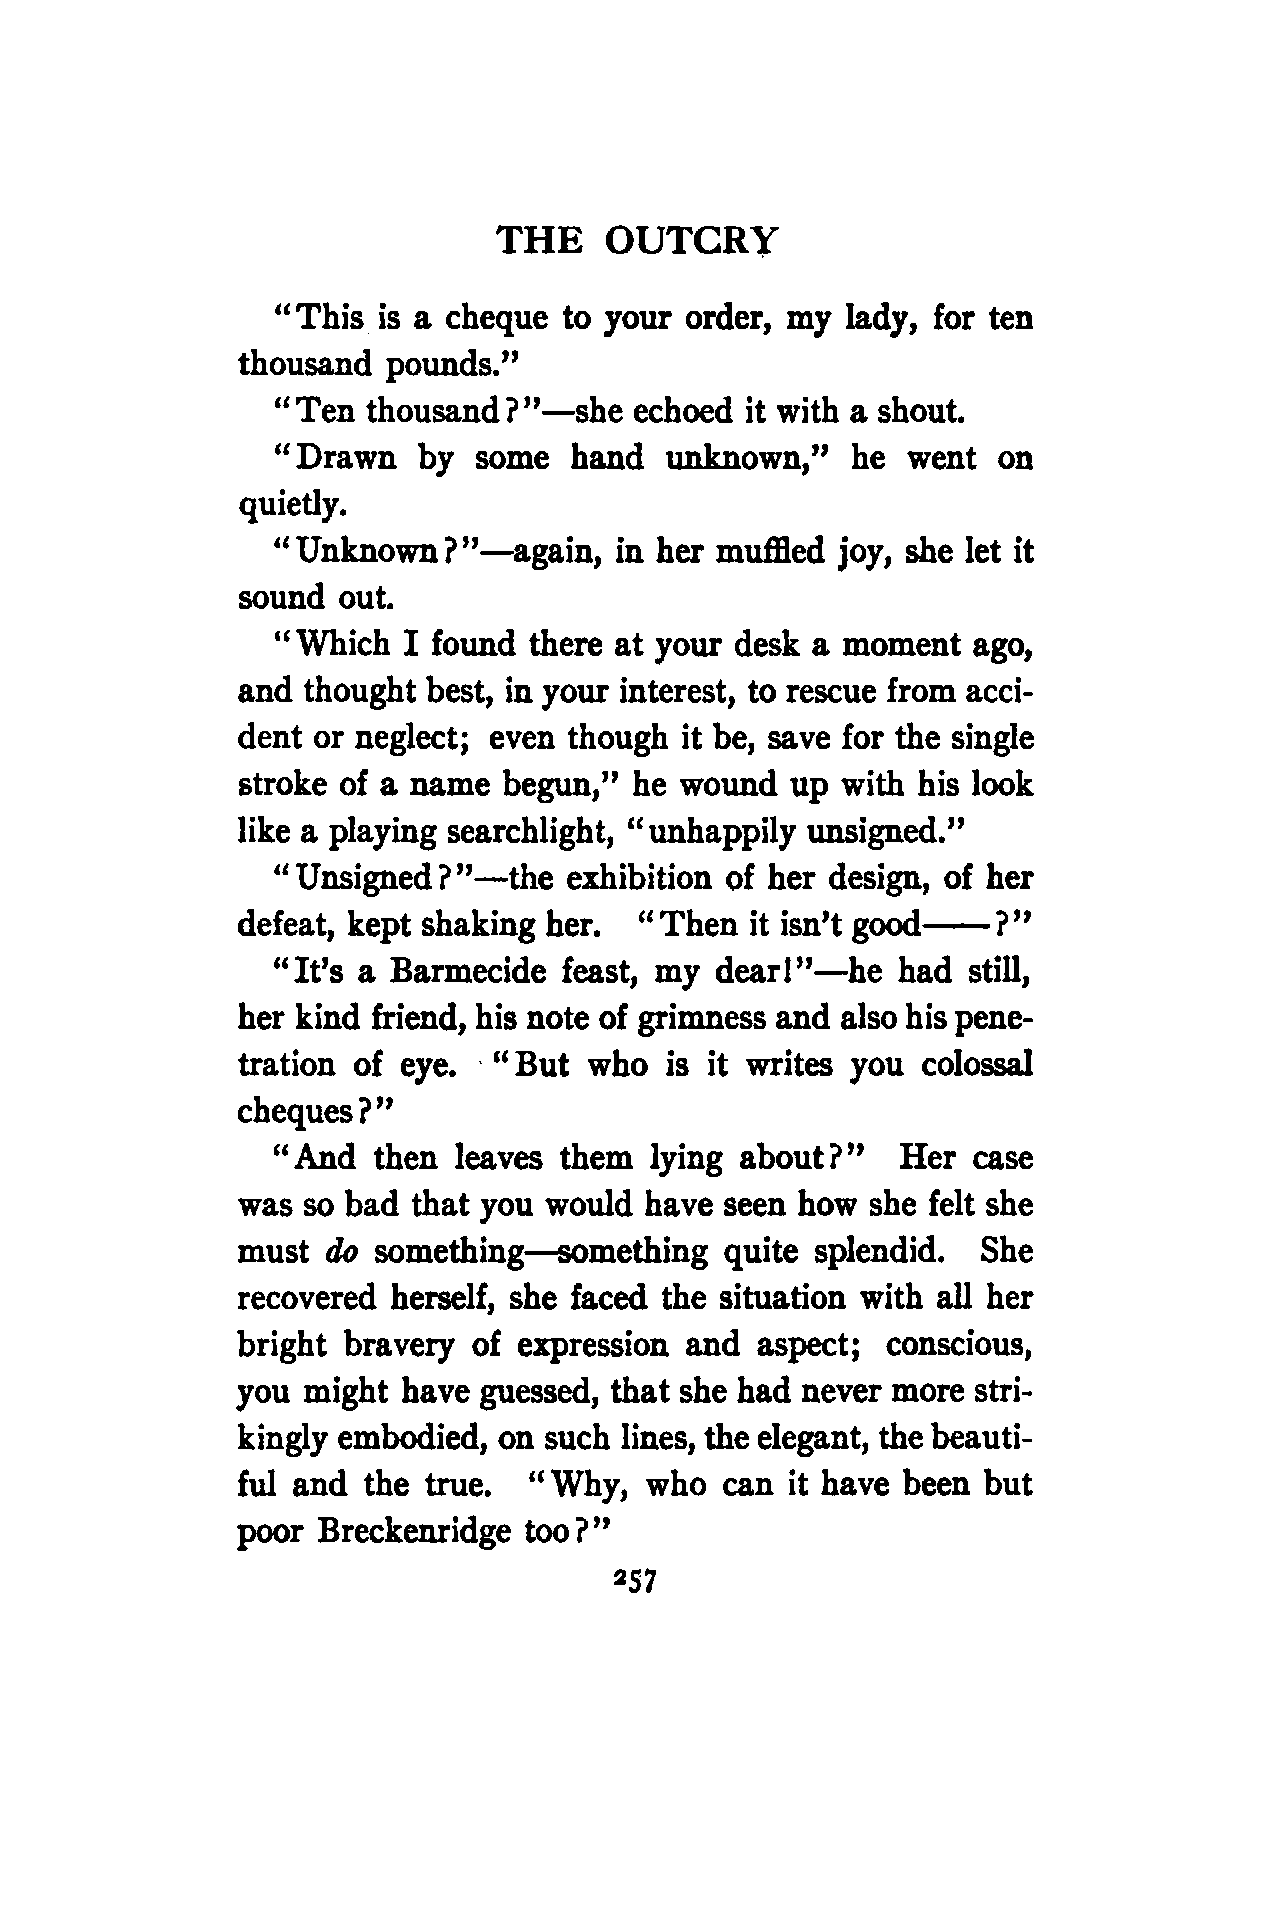 THE OUTCRY
"This is a cheque to your order, my lady, for ten
thousand pounds."
"Ten thousand?"—she echoed it with a shout.
"Drawn by some hand unknown," he went on
quietly.
"Unknown?"—again, in her muffled joy, she let it
sound out.
"Which I found there at your desk a moment ago,
and thought best, in your interest, to rescue from acci-
dent or neglect; even though it be, save for the single
stroke of a name begun," he wound up with his look
like a playing searchlight, "unhappily unsigned."
"Unsigned?"—the exhibition of her design, of her
defeat, kept shaking her. "Then it isn't good——?"
"It's a Barmecide feast, my dear!"—he had still,
her kind friend, his note of grimness and also his pene-
tration of eye. "But who is it writes you colossal
cheques?"
"And then leaves them lying about?" Her case
was so bad that you would have seen how she felt she
must do something—something quite splendid. She
recovered herself, she faced the situation with all her
bright bravery of expression and aspect; conscious,
you might have guessed, that she had never more stri-
kingly embodied, on such lines, the elegant, the beauti-
ful and the true. "Why, who can it have been but
poor Breckenridge too?"
257